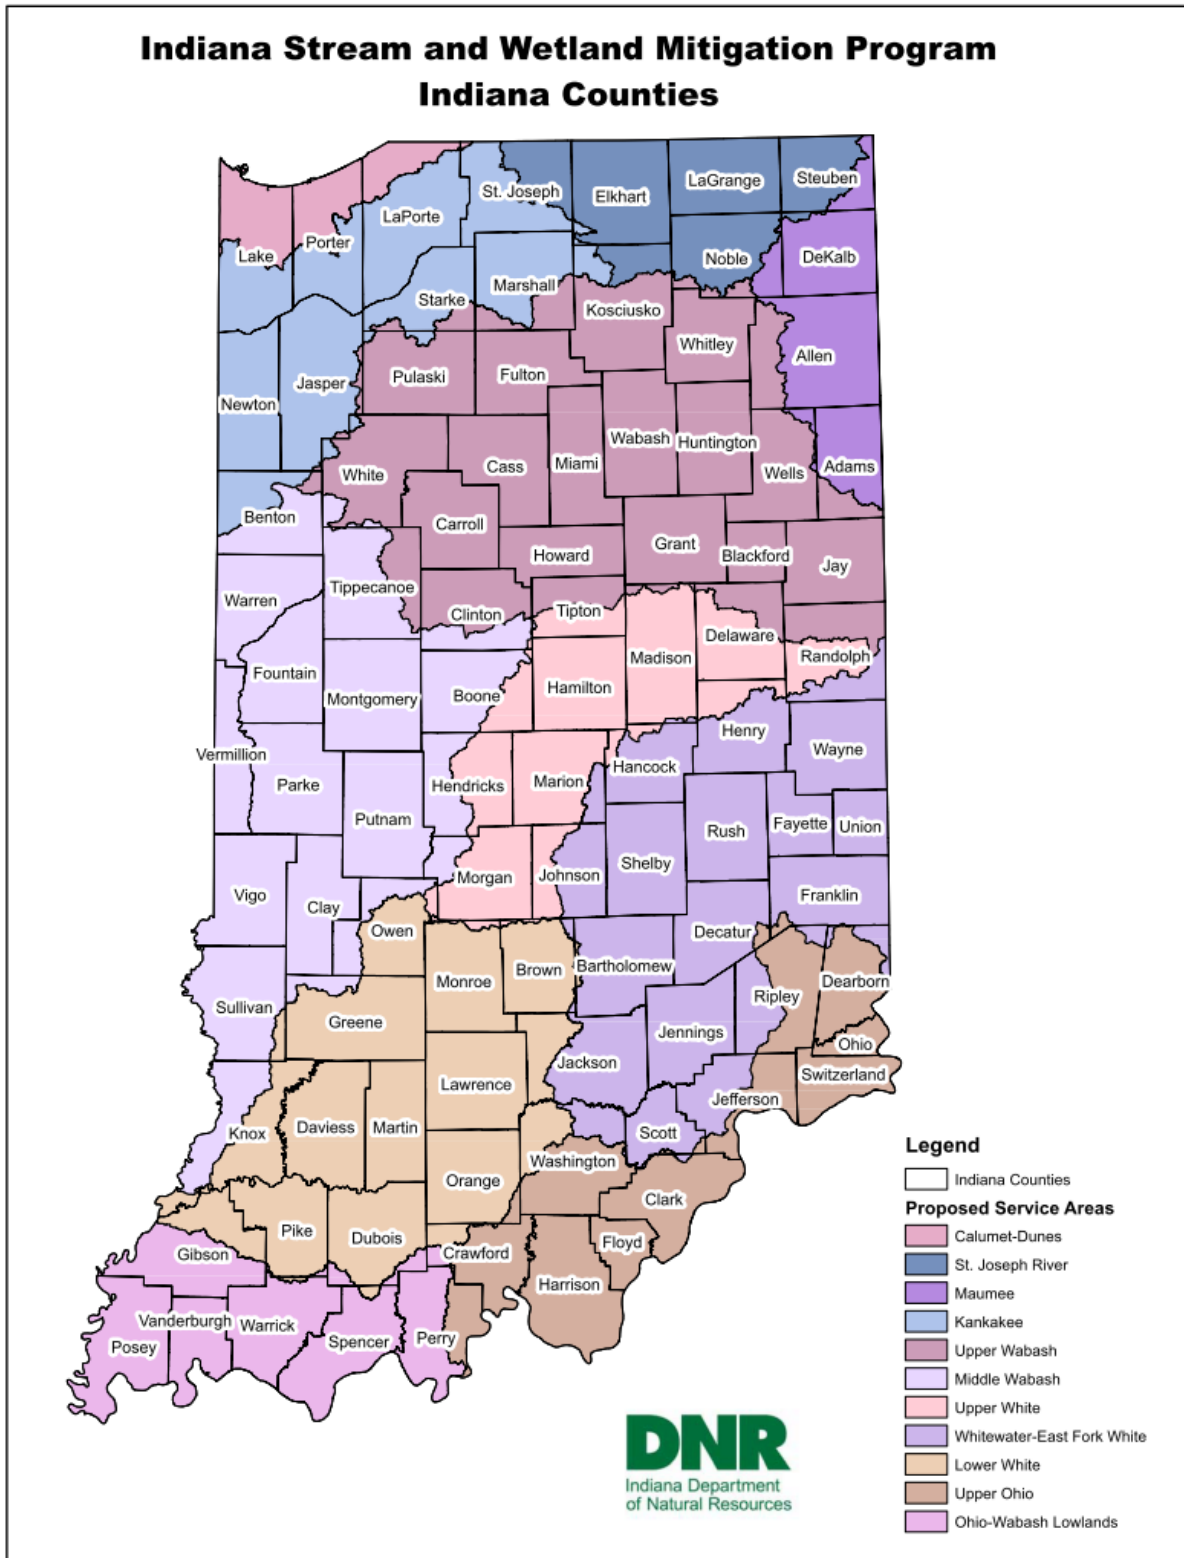 Indiana Stream and Wetland Mitigation Program
Indiana Counties
St. Joseph
Elkhart
LaGrange
Steuben
LaPorte
Lake
Porter
Noble
DeKalb
Starke
Marshall
Kosciusko
Whitley
Allen
Pulaski
Fulton
Jasper
Newton
Wabash
Huntington
White
Cass
Miami
Wells
Adams
Benton
Carroll
Howard
Grant
Blackford
Jay
Tippecanoe
Warren
Clinton
Tipton
Delaware
Madison
Randolph
Fountain
Montgomery
Boone
Hamilton
Henry
Wayne
Vermillion
Parke
Hendricks
Marion
Hancock
Putnam
Rush
Fayette
Union
Shelby
Vigo
Clay
Morgan
Johnson
Franklin
Owen
Decatur
Monroe
Brown
Bartholomew
Ripley
Dearborn
Sullivan
Greene
Jennings
Ohio
Jackson
Switzerland
Lawrence
Jefferson
Knox
Daviess
Martin
Scott
Washington
Orange
Clark
Pike
Dubois
Gibson
Crawford
Floyd
Harrison
Vanderburgh
Warrick
Posey
Spencer
Perry
Legend
Indiana Counties
Proposed Service Areas
Calumet-Dunes
St. Joseph River
Maumee
Kankakee
Upper Wabash
Middle Wabash
Upper White
Whitewater-East Fork White
Lower White
Upper Ohio
Ohio-Wabash Lowlands
DNR
Indiana Department
of Natural Resources